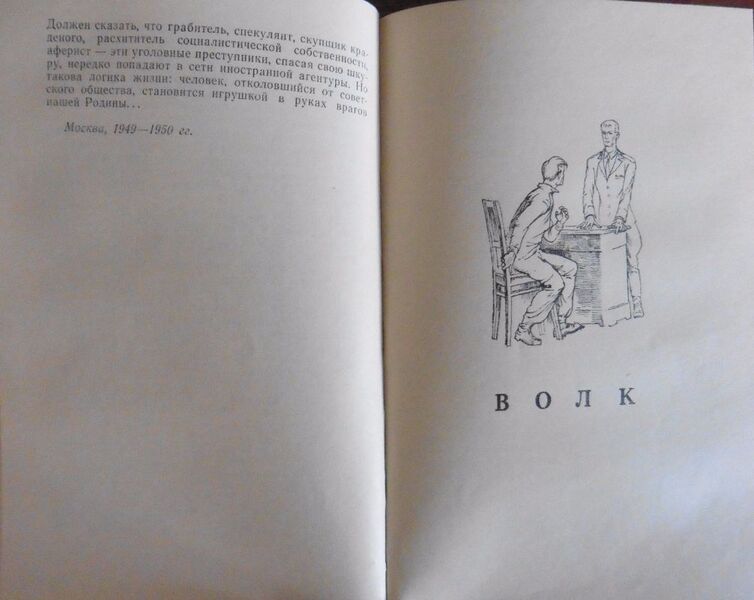 Должен сказать, что грабитель, спекулянт, скупщик кра-
деного, расхититель социалистической собственности,
аферист — эти уголовные преступники, спасая свою шку-
ру, нередко попадают в сети иностранной агентуры. Но
такова логика жизни: человек, отколовшийся от совет-
ского общества, становится игрушкой в руках врагов
нашей Родины...
Москва, 1949—1950 гг.
ВОЛК